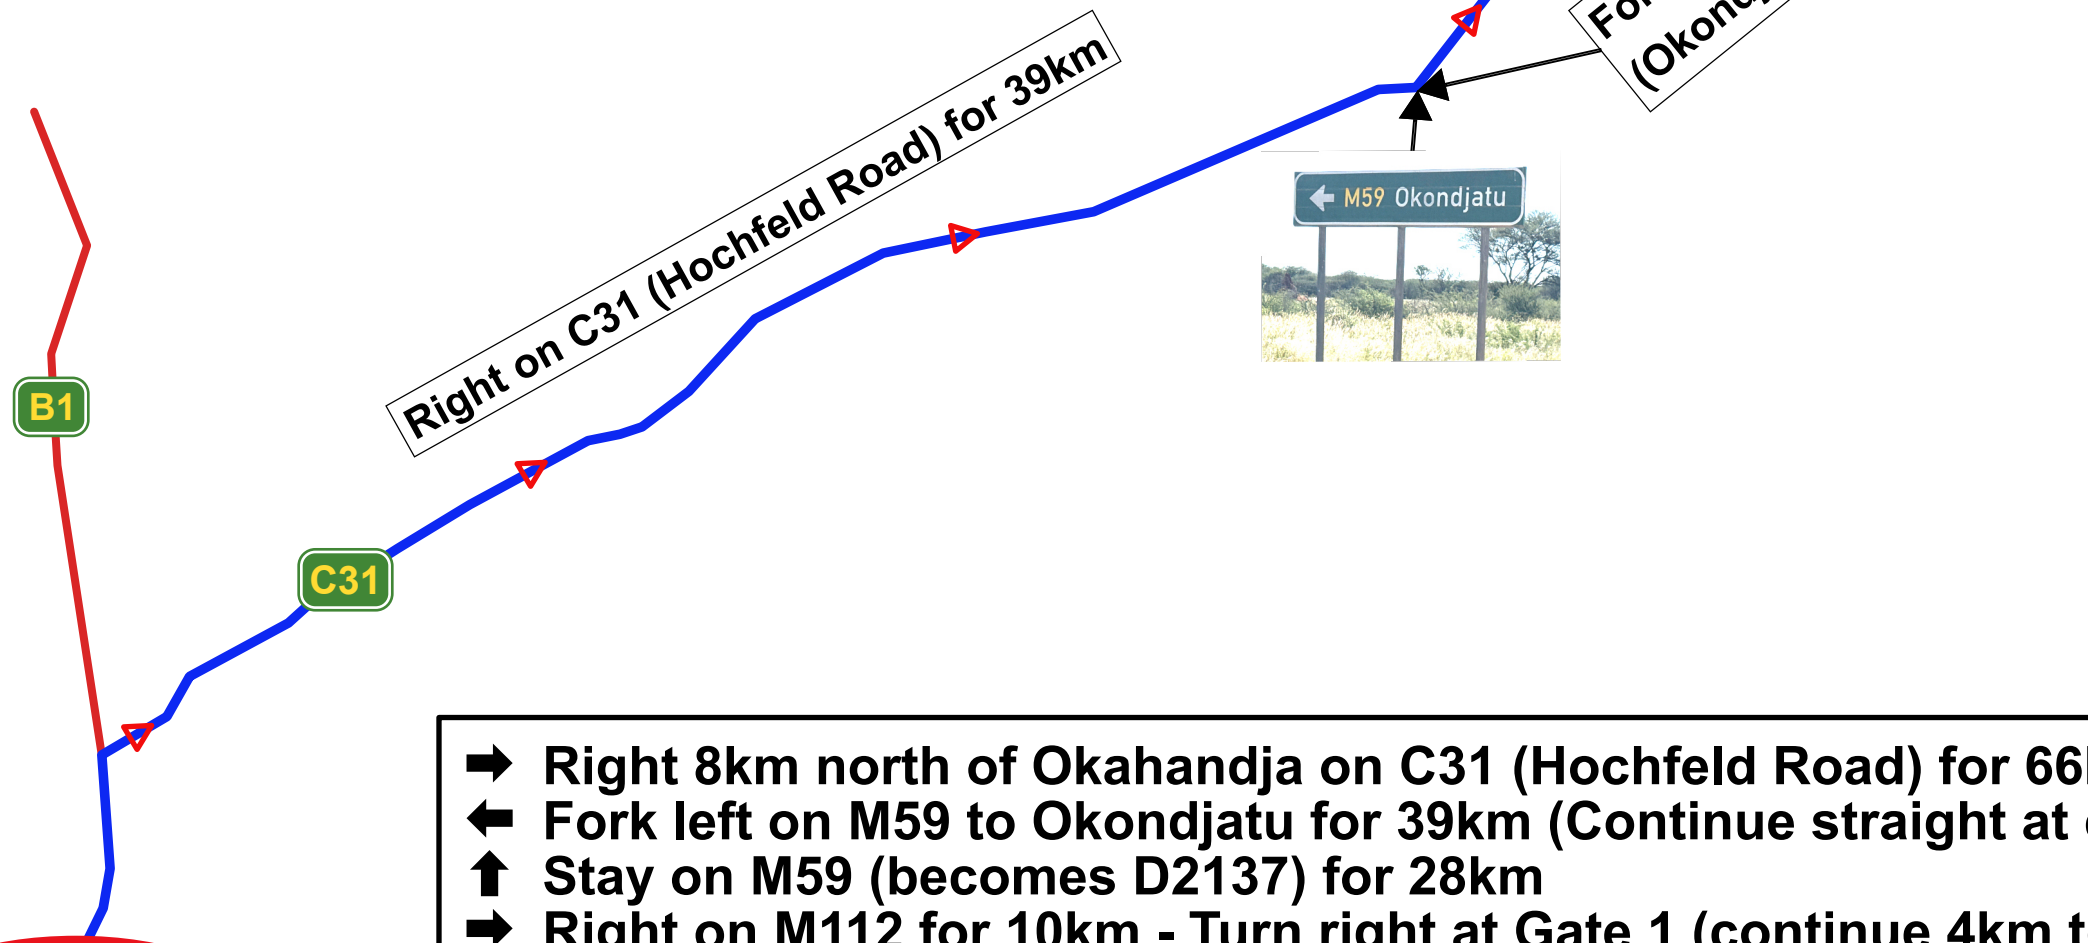 Right on C31 (Hochfeld Road) for 39km
(Okondj
M59 Okondjatu
B1
C31
Right 8km north of Okahandja on C31 (Hochfeld Road) for 66
Fork left on M59 to Okondjatu for 39km (Continue straight at
Stay on M59 (becomes D2137) for 28km
Right on M112 for 10km - Turn right at Gate 1 (continue 4km t